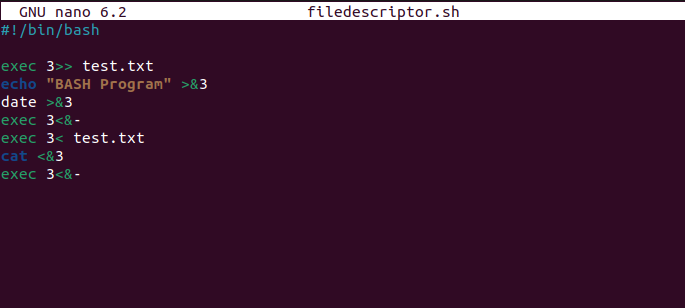 GNU nano 6.2 filedescriptor.sh
#!/bin/bash
exec 3>> test.txt
echo "BASH Program" >&3
date >&3
exec 3<&-
exec 3< test.txt
cat <&3
exec 3<&-